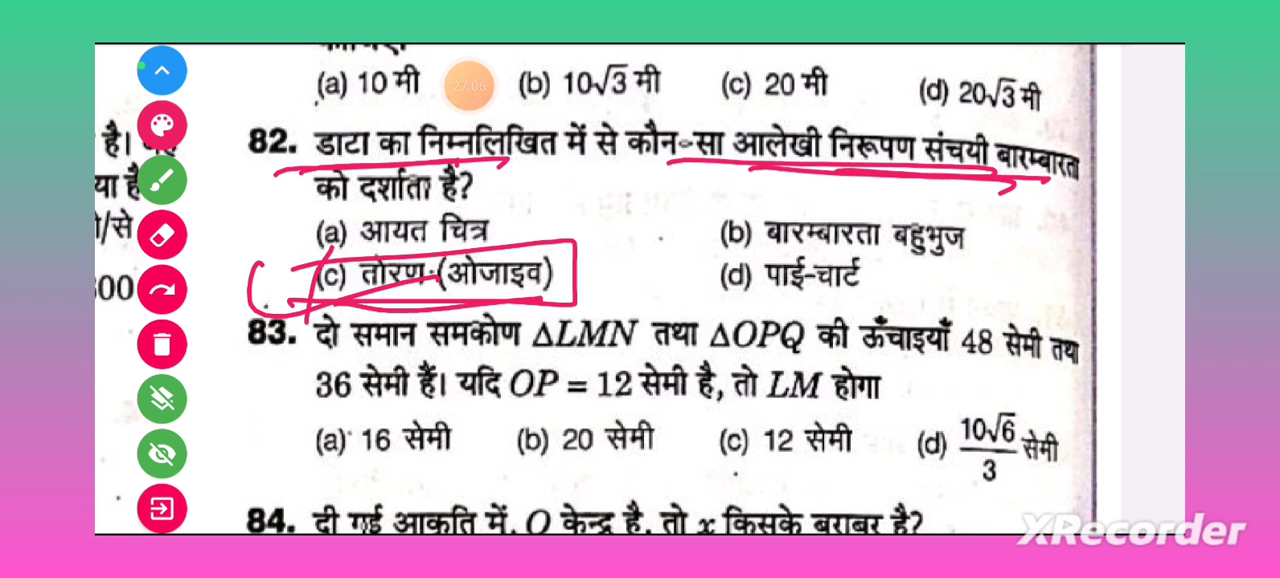 (a) 10 मी (b) 10√3 मी (c) 20 मी (d) 20√3 मी
27:06
है।
82. डाटा का निम्नलिखित में से कौन-सा आलेखी निरूपण संचयी बारम्बारता
या है
को दर्शाता है?
/से
(a) आयत चित्र (b) बारम्बारता बहुभुज
(c) तोरण (ओजाइव) (d) पाई-चार्ट
00
83. दो समान समकोण ΔLMN तथा ΔOPQ की ऊँचाइयाँ 48 सेमी तथा
36 सेमी हैं। यदि OP = 12 सेमी है, तो LM होगा
(a) 16 सेमी (b) 20 सेमी (c) 12 सेमी (d) 10√6/3 सेमी
84. दी गई आकृति में, O केन्द्र है, तो x किसके बराबर है?
XRecorder